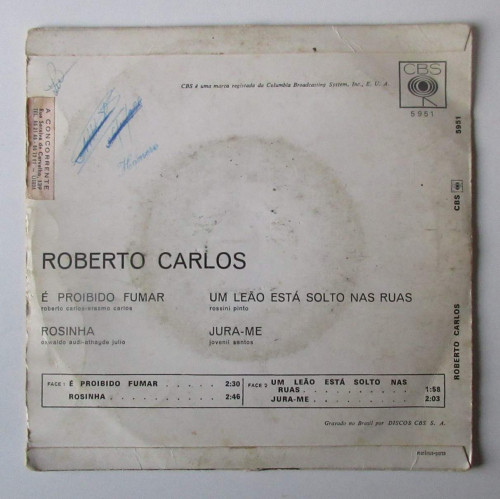 CBS é uma marca registrada da Columbia Broadcasting System, Inc., E. U. A.
CBS
5951
A CONCORRENTE
ROBERTO CARLOS
É PROIBIDO FUMAR
roberto carlos-erasmo carlos
UM LEÃO ESTÁ SOLTO NAS RUAS
rossini pinto
ROSINHA
oswaldo audi-athayde julio
JURA-ME
jovenil santos
FACE 1 É PROIBIDO FUMAR . . . . . 2:30
ROSINHA . . . . . . . . . . 2:46
FACE 2 UM LEÃO ESTÁ SOLTO NAS
RUAS . . . . . . . . . . 1:58
JURA-ME . . . . . . . . . . 2:03
Gravado no Brasil por DISCOS CBS S. A.
5951
CBS
ROBERTO CARLOS